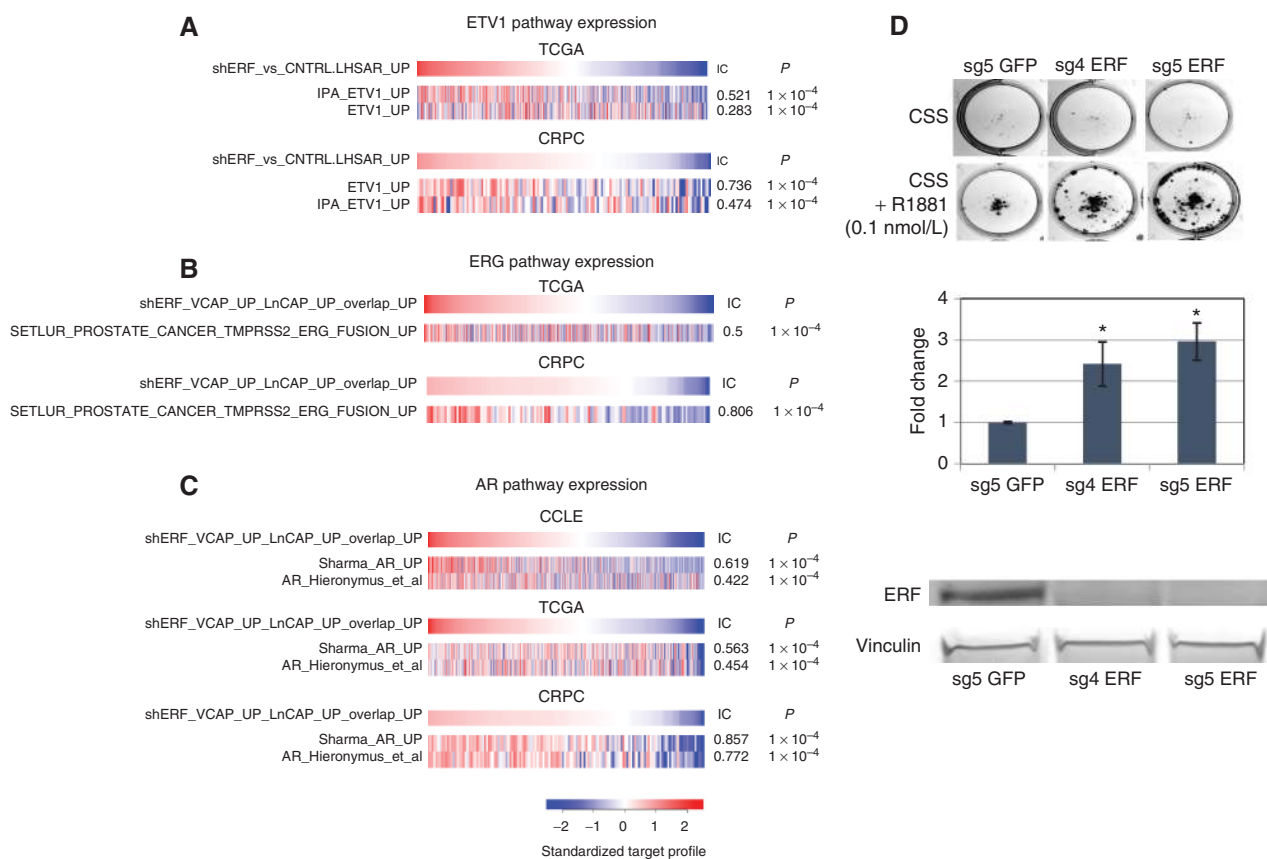 A
ETV1 pathway expression
TCGA
shERF_vs_CNTRL.LHSAR_UP IC P
IPA_ETV1_UP 0.521 1 × 10⁻⁴
ETV1_UP 0.283 1 × 10⁻⁴
CRPC
shERF_vs_CNTRL.LHSAR_UP IC P
ETV1_UP 0.736 1 × 10⁻⁴
IPA_ETV1_UP 0.474 1 × 10⁻⁴
B
ERG pathway expression
TCGA
shERF_VCAP_UP_LnCAP_UP_overlap_UP IC P
SETLUR_PROSTATE_CANCER_TMPRSS2_ERG_FUSION_UP 0.5 1 × 10⁻⁴
CRPC
shERF_VCAP_UP_LnCAP_UP_overlap_UP IC P
SETLUR_PROSTATE_CANCER_TMPRSS2_ERG_FUSION_UP 0.806 1 × 10⁻⁴
C
AR pathway expression
CCLE
shERF_VCAP_UP_LnCAP_UP_overlap_UP IC P
Sharma_AR_UP 0.619 1 × 10⁻⁴
AR_Hieronymus_et_al 0.422 1 × 10⁻⁴
TCGA
shERF_VCAP_UP_LnCAP_UP_overlap_UP IC P
Sharma_AR_UP 0.563 1 × 10⁻⁴
AR_Hieronymus_et_al 0.454 1 × 10⁻⁴
CRPC
shERF_VCAP_UP_LnCAP_UP_overlap_UP IC P
Sharma_AR_UP 0.857 1 × 10⁻⁴
AR_Hieronymus_et_al 0.772 1 × 10⁻⁴
−2 −1 0 1 2
Standardized target profile
D
sg5 GFP sg4 ERF sg5 ERF
CSS
CSS
+ R1881
(0.1 nmol/L)
Fold change
4
3
2
1
0
* *
sg5 GFP sg4 ERF sg5 ERF
ERF
Vinculin
sg5 GFP sg4 ERF sg5 ERF